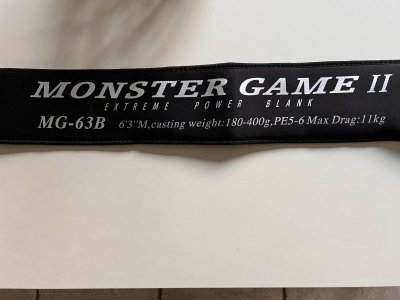 MONSTER GAME II
EXTREME POWER BLANK
MG-63B 6'3"M,casting weight:180-400g,PE5-6 Max Drag:11kg